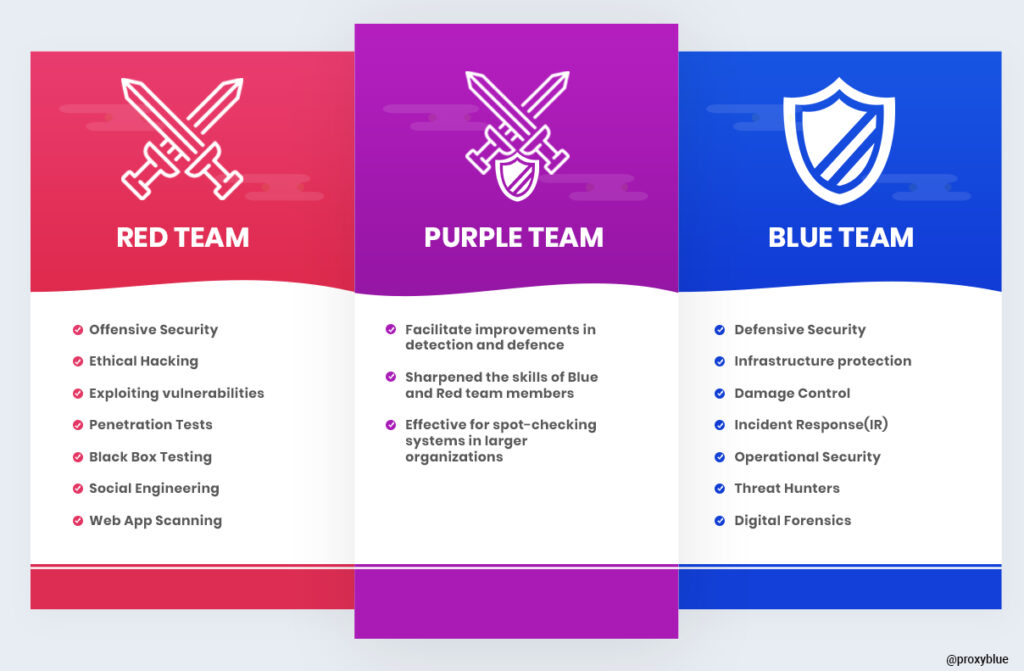 RED TEAM
Offensive Security
Ethical Hacking
Exploiting vulnerabilities
Penetration Tests
Black Box Testing
Social Engineering
Web App Scanning
PURPLE TEAM
Facilitate improvements in
detection and defence
Sharpened the skills of Blue
and Red team members
Effective for spot-checking
systems in larger
organizations
BLUE TEAM
Defensive Security
Infrastructure protection
Damage Control
Incident Response(IR)
Operational Security
Threat Hunters
Digital Forensics
@proxyblue